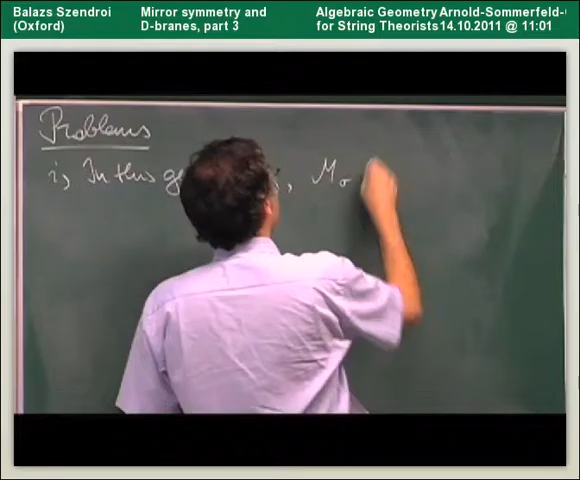 Balazs Szendroi (Oxford)
Mirror symmetry and D-branes, part 3
Algebraic Geometry for String Theorists
Arnold-Sommerfeld-
14.10.2011 @ 11:01
Problems
i, In this , M_σ